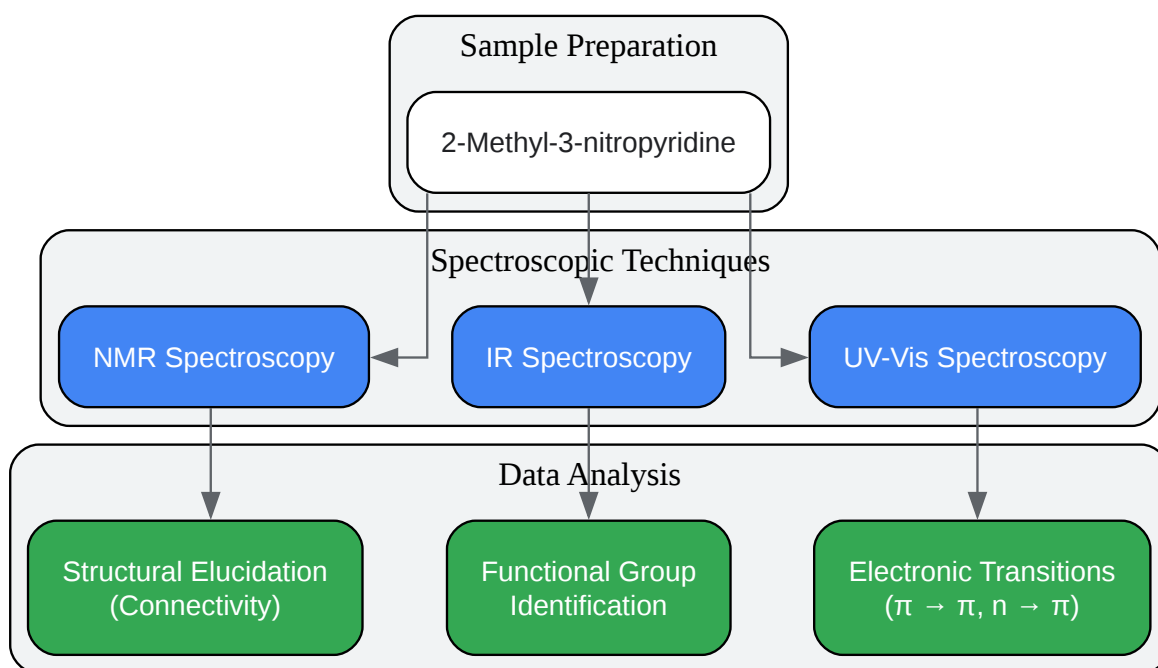 Sample Preparation
2-Methyl-3-nitropyridine
Spectroscopic Techniques
NMR Spectroscopy
IR Spectroscopy
UV-Vis Spectroscopy
Data Analysis
Structural Elucidation
(Connectivity)
Functional Group
Identification
Electronic Transitions
(π → π, n → π)